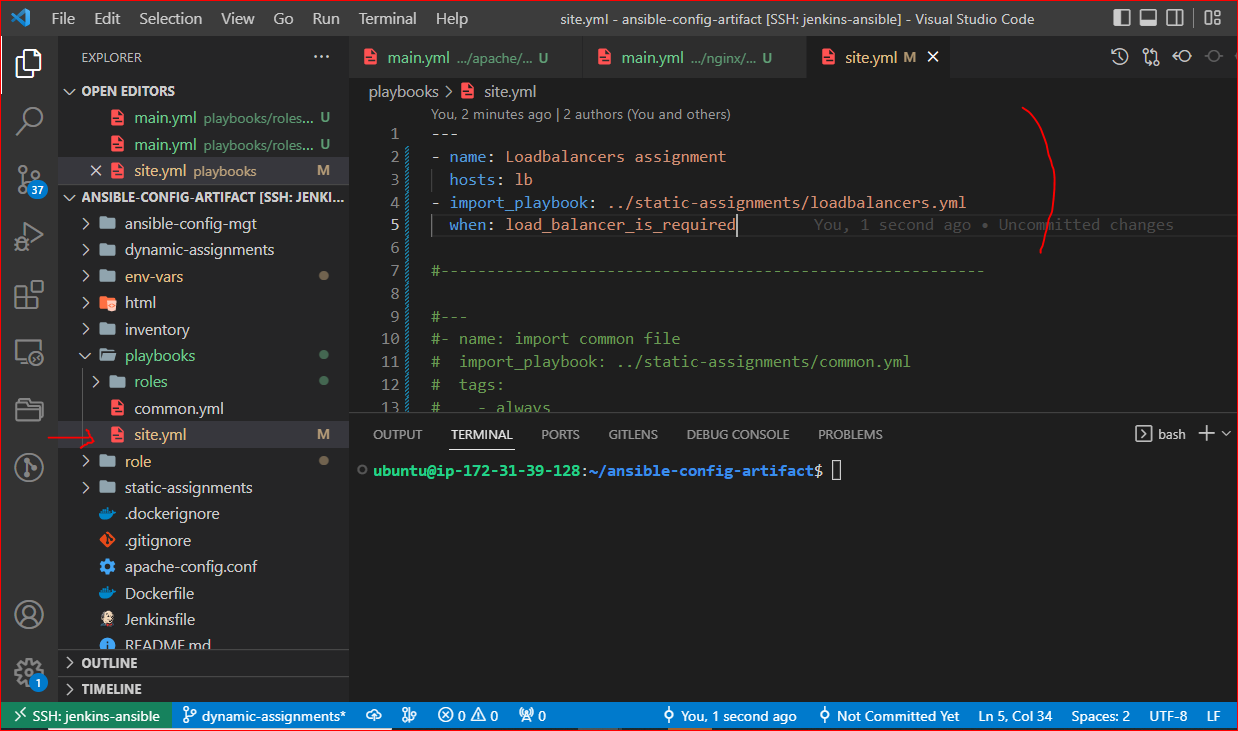 File Edit Selection View Go Run Terminal Help site.yml - ansible-config-artifact [SSH: jenkins-ansible] - Visual Studio Code
EXPLORER
OPEN EDITORS
main.yml playbooks/roles... U
main.yml playbooks/roles... U
site.yml playbooks M
ANSIBLE-CONFIG-ARTIFACT [SSH: JENKI...
ansible-config-mgt
dynamic-assignments
env-vars
html
inventory
playbooks
roles
common.yml
site.yml M
role
static-assignments
.dockerignore
.gitignore
apache-config.conf
Dockerfile
Jenkinsfile
README.md
OUTLINE
TIMELINE
37
1
main.yml .../apache/... U main.yml .../nginx/... U site.yml M
playbooks > site.yml
You, 2 minutes ago | 2 authors (You and others)
1 ---
2 - name: Loadbalancers assignment
3 hosts: lb
4 - import_playbook: ../static-assignments/loadbalancers.yml
5 when: load_balancer_is_required You, 1 second ago • Uncommitted changes
6
7 #-----------------------------------------------------------
8
9 #---
10 #- name: import common file
11 # import_playbook: ../static-assignments/common.yml
12 # tags:
13 # - always
OUTPUT TERMINAL PORTS GITLENS DEBUG CONSOLE PROBLEMS bash
ubuntu@ip-172-31-39-128:~/ansible-config-artifact$
SSH: jenkins-ansible dynamic-assignments* 0 0 0 You, 1 second ago Not Committed Yet Ln 5, Col 34 Spaces: 2 UTF-8 LF